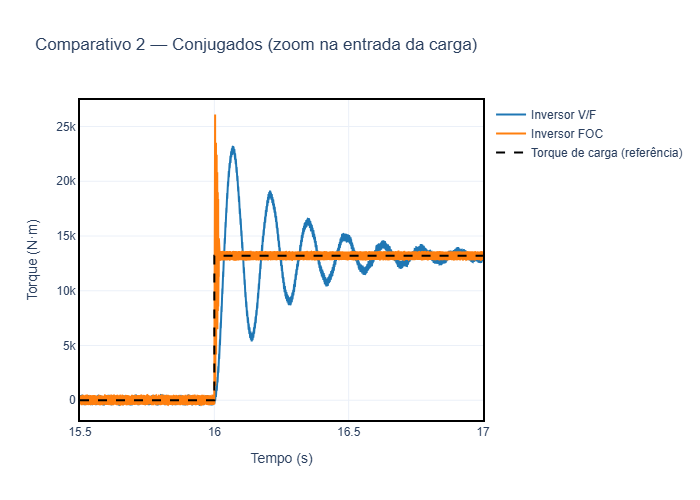 Comparativo 2 — Conjugados (zoom na entrada da carga)
Inversor V/F
Inversor FOC
Torque de carga (referência)
Torque (N·m)
25k
20k
15k
10k
5k
0
15.5
16
16.5
17
Tempo (s)